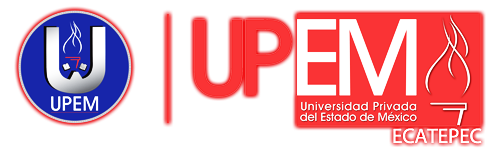 UPEM
UPEM
Universidad Privada
del Estado de México
ECATEPEC